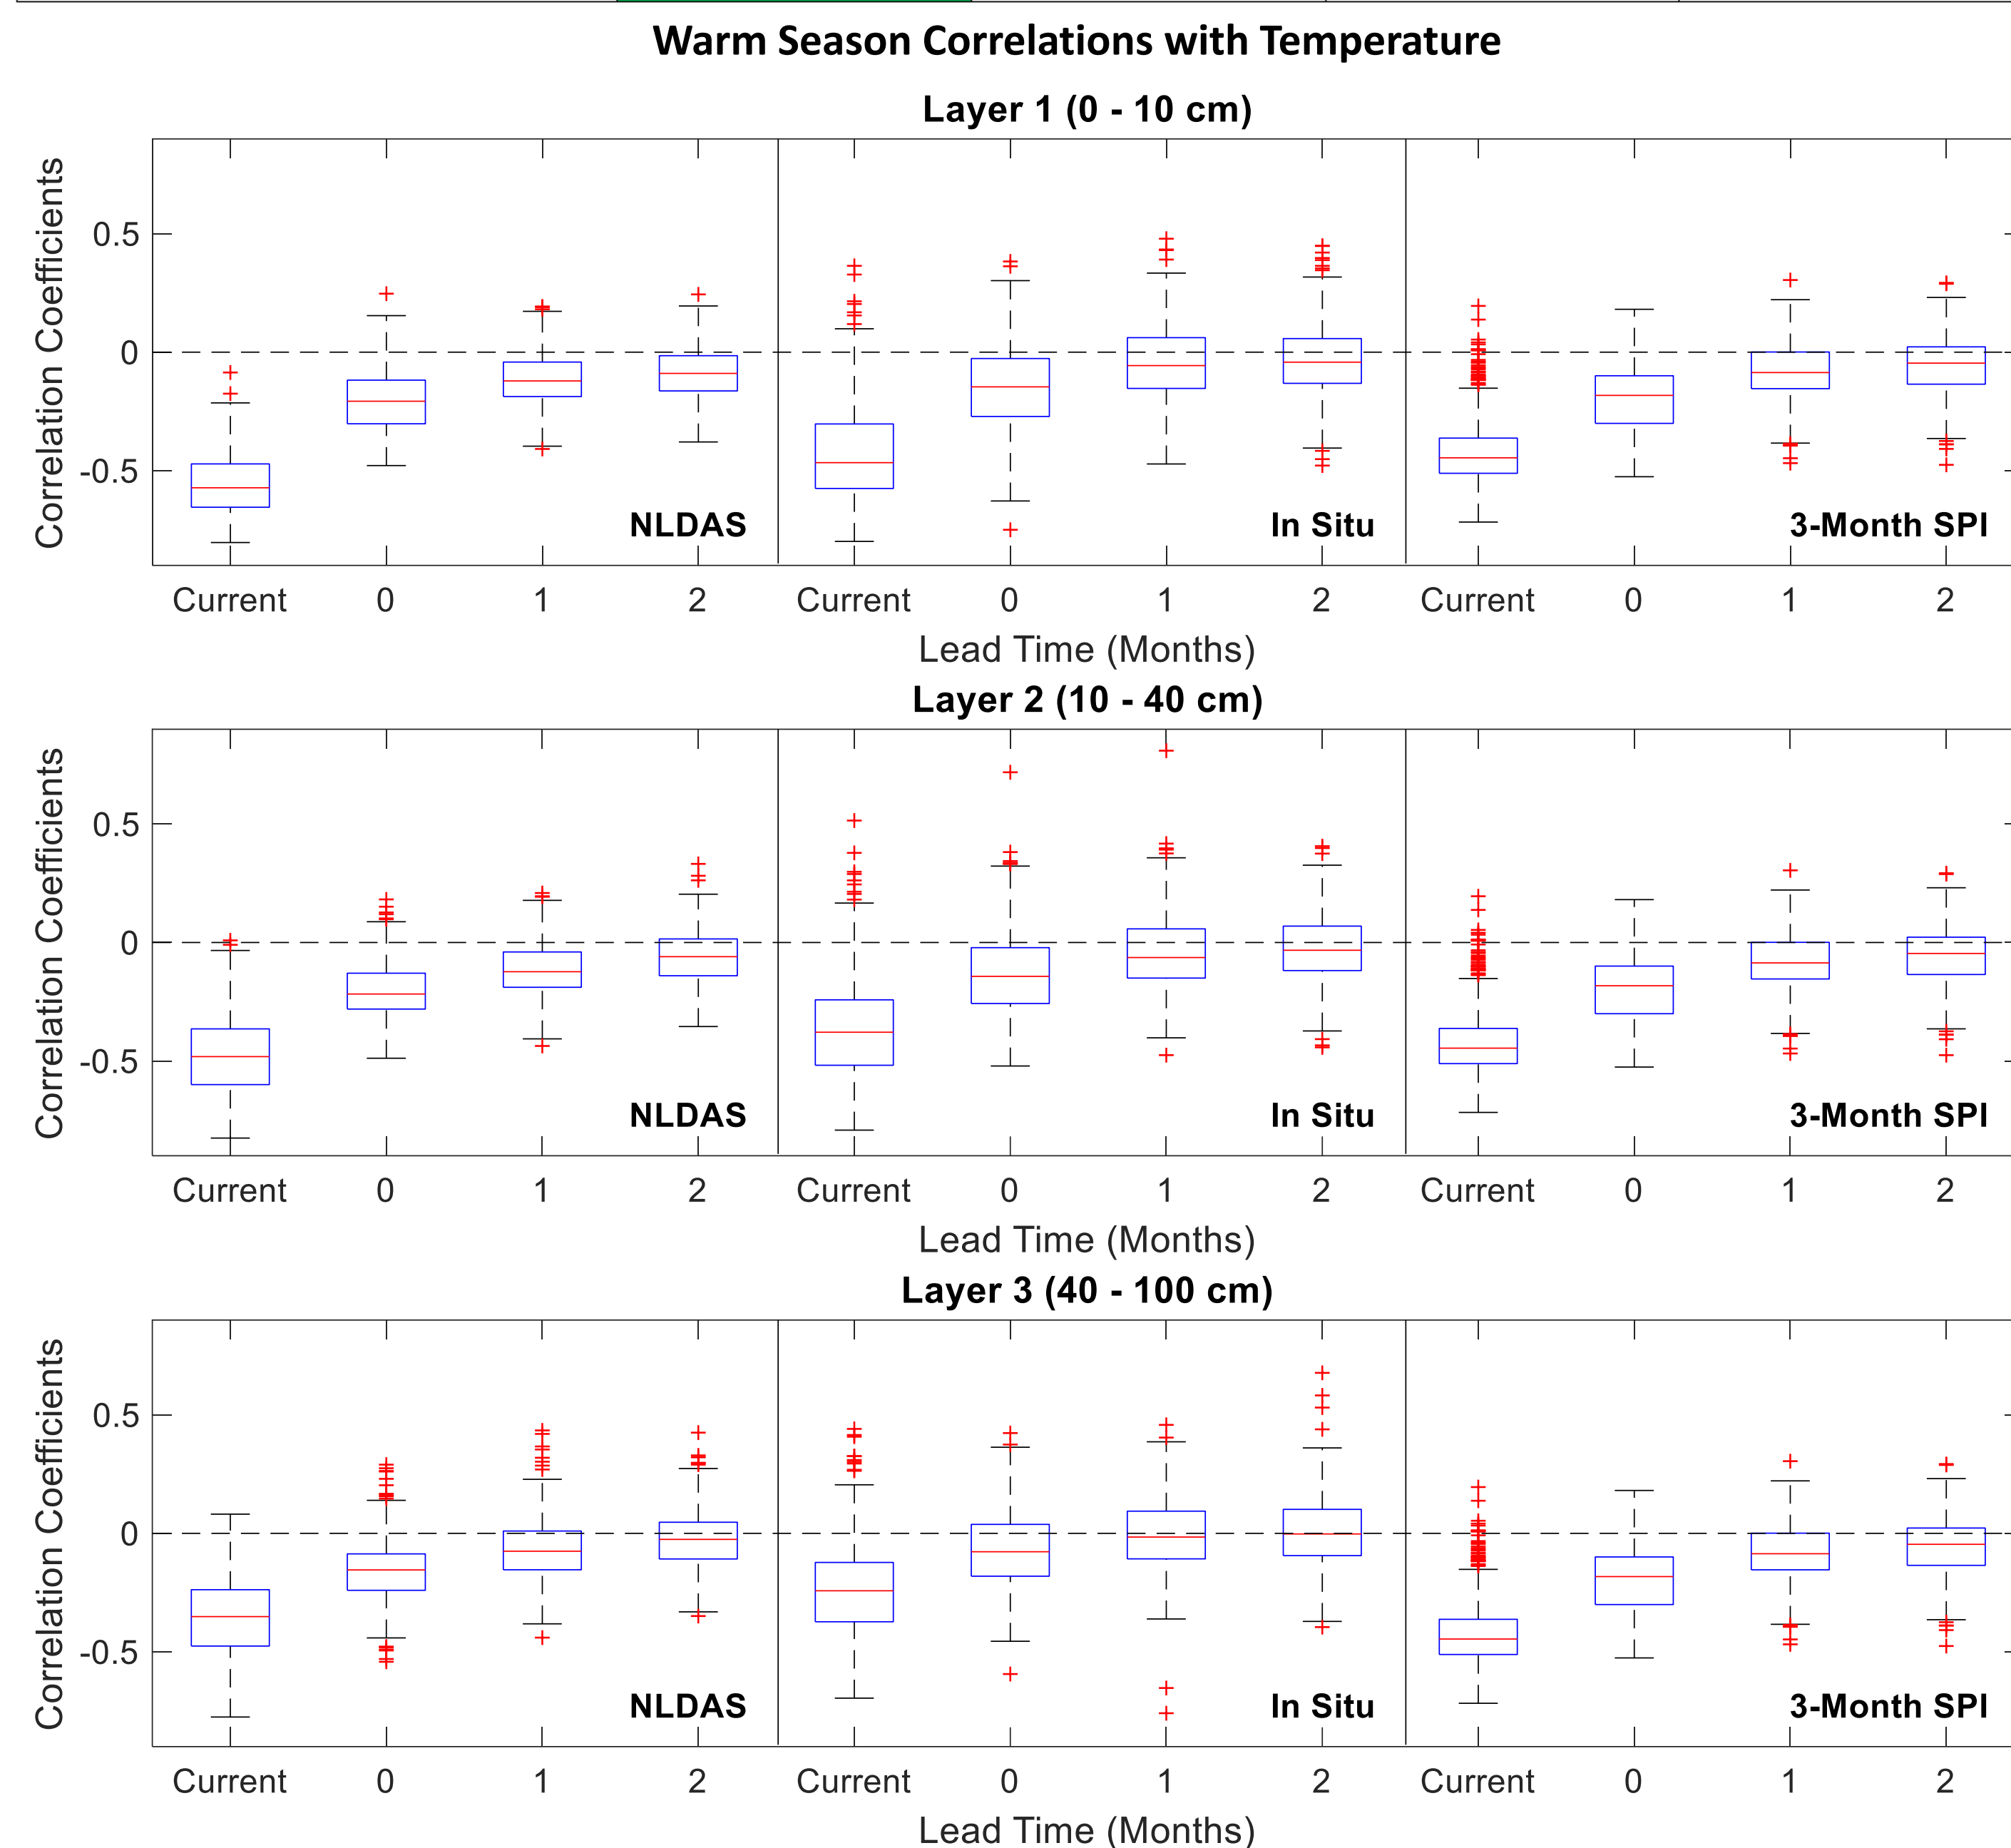 Warm Season Correlations with Temperature
Layer 1 (0 - 10 cm)
Correlation Coefficients
0.5
0
-0.5
NLDAS
In Situ
3-Month SPI
Current 0 1 2 Current 0 1 2 Current 0 1 2
Lead Time (Months)
Layer 2 (10 - 40 cm)
Correlation Coefficients
0.5
0
-0.5
NLDAS
In Situ
3-Month SPI
Current 0 1 2 Current 0 1 2 Current 0 1 2
Lead Time (Months)
Layer 3 (40 - 100 cm)
Correlation Coefficients
0.5
0
-0.5
NLDAS
In Situ
3-Month SPI
Current 0 1 2 Current 0 1 2 Current 0 1 2
Lead Time (Months)